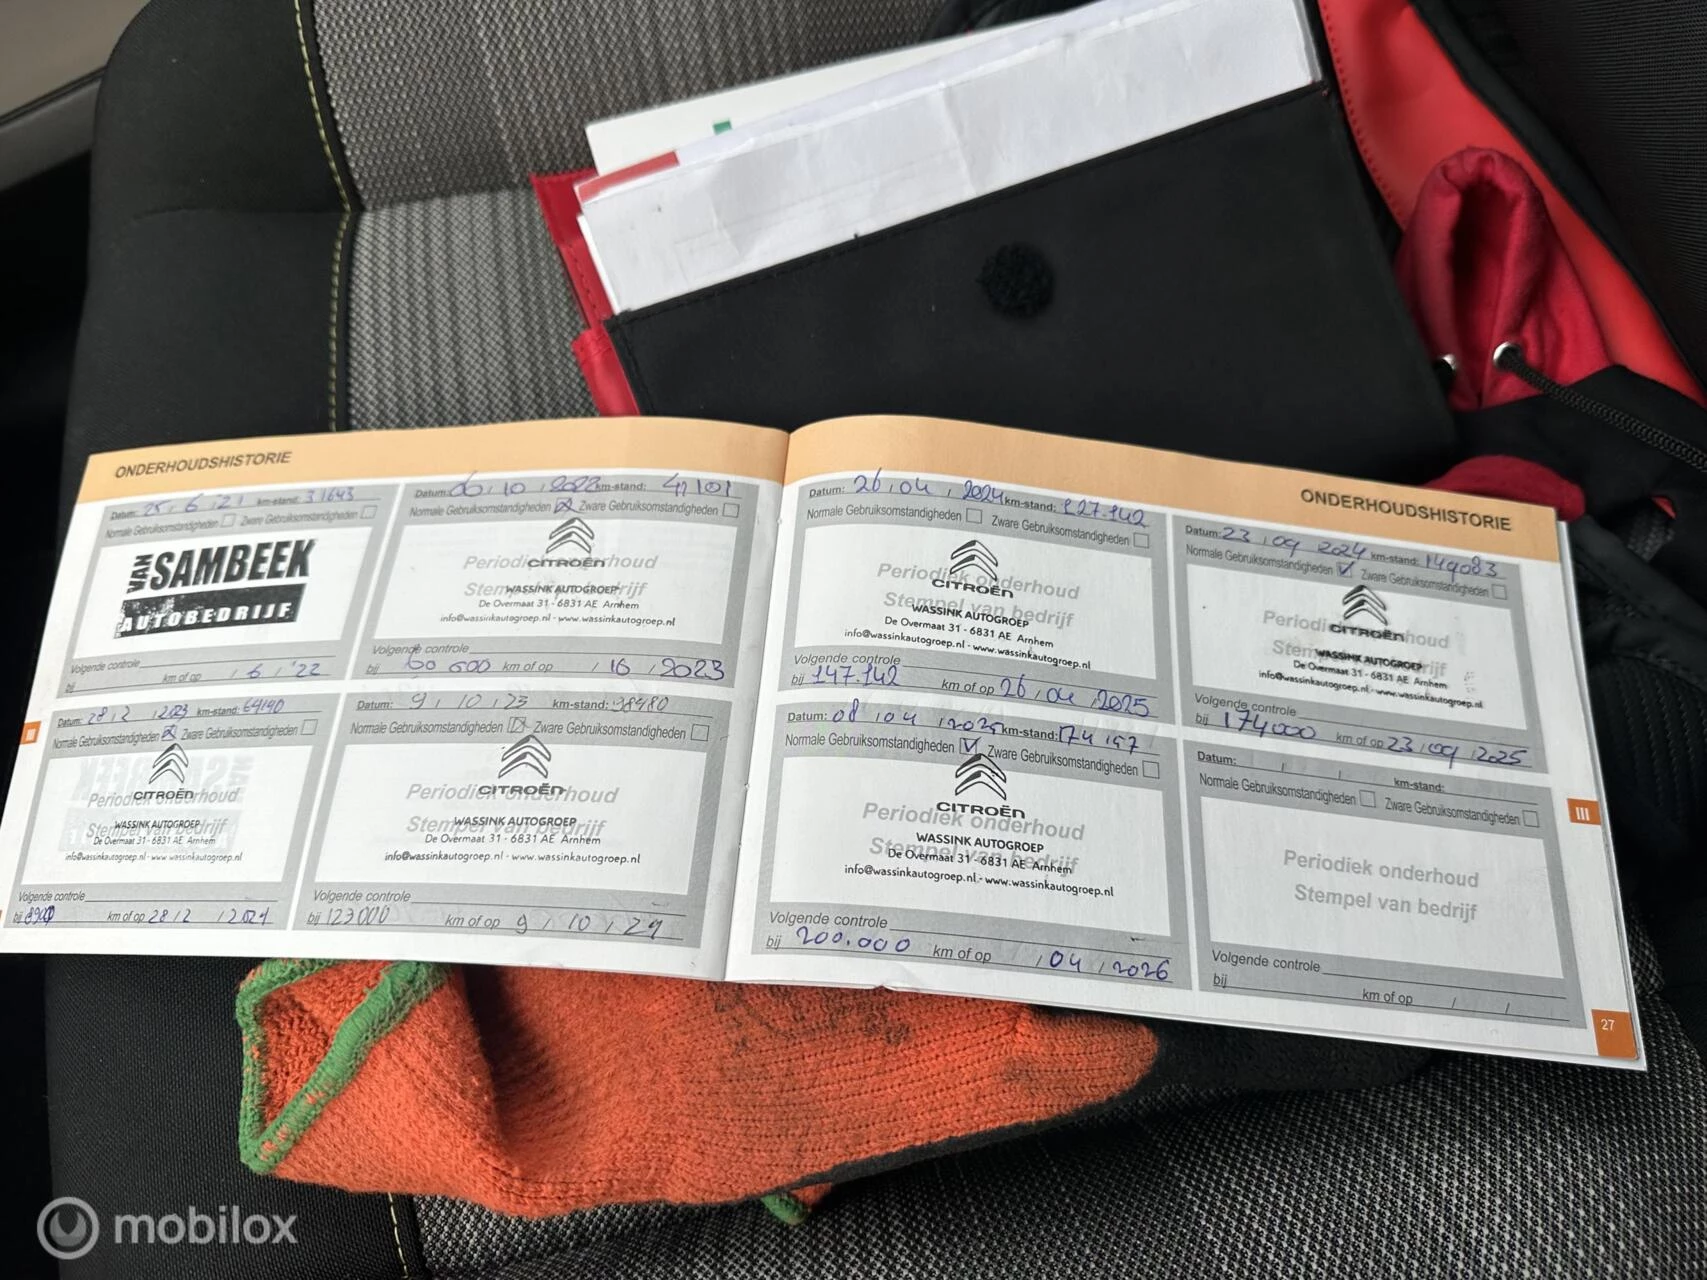 ONDERHOUDSHISTORIE
Datum: 25 / 6 / 21 km-stand: 31643
Normale Gebruiksomstandigheden Zware Gebruiksomstandigheden
VAN SAMBEEK
AUTOBEDRIJF
Volgende controle
bij km of op / 6 / '22
Datum: 06 / 10 / 2022 km-stand: 47101
Normale Gebruiksomstandigheden Zware Gebruiksomstandigheden
Periodiek onderhoud
CITROËN
Stempel van bedrijf
WASSINK AUTOGROEP
De Overmaat 31 - 6831 AE Arnhem
info@wassinkautogroep.nl - www.wassinkautogroep.nl
Volgende controle
bij km of op / 2023
Datum: 28 / 2 / 2023 km-stand: 64140
Normale Gebruiksomstandigheden Zware Gebruiksomstandigheden
Periodiek onderhoud
CITROËN
Stempel van bedrijf
WASSINK AUTOGROEP
De Overmaat 31 - 6831 AE Arnhem
info@wassinkautogroep.nl - www.wassinkautogroep.nl
Volgende controle
bij km of op 28 / 2 / 2024
Datum: 9 / 10 / 23 km-stand: 98480
Normale Gebruiksomstandigheden Zware Gebruiksomstandigheden
Periodiek onderhoud
CITROËN
Stempel van bedrijf
WASSINK AUTOGROEP
De Overmaat 31 - 6831 AE Arnhem
info@wassinkautogroep.nl - www.wassinkautogroep.nl
Volgende controle
bij 123000 km of op 9 / 10 / 24
III
ONDERHOUDSHISTORIE
Datum: 26 / 04 / 2024 km-stand: 127.142
Normale Gebruiksomstandigheden Zware Gebruiksomstandigheden
Periodiek onderhoud
CITROËN
Stempel van bedrijf
WASSINK AUTOGROEP
De Overmaat 31 - 6831 AE Arnhem
info@wassinkautogroep.nl - www.wassinkautogroep.nl
Volgende controle
bij 147.142 km of op 26 / 04 / 2025
Datum: 23 / 09 / 2024 km-stand: 149083
Normale Gebruiksomstandigheden Zware Gebruiksomstandigheden
Periodiek onderhoud
CITROËN
Stempel van bedrijf
WASSINK AUTOGROEP
De Overmaat 31 - 6831 AE Arnhem
info@wassinkautogroep.nl - www.wassinkautogroep.nl
Volgende controle
bij 174000 km of op 23 / 09 / 2025
Datum: 08 / 04 / 2025 km-stand:
Normale Gebruiksomstandigheden Zware Gebruiksomstandigheden
CITROËN
Periodiek onderhoud
WASSINK AUTOGROEP
Stempel van bedrijf
De Overmaat 31 - 6831 AE Arnhem
info@wassinkautogroep.nl - www.wassinkautogroep.nl
Volgende controle
bij 200.000 km of op / 04 / 2026
Datum: / / km-stand:
Normale Gebruiksomstandigheden Zware Gebruiksomstandigheden
Periodiek onderhoud
Stempel van bedrijf
Volgende controle
bij km of op / /
III
27
mobilox